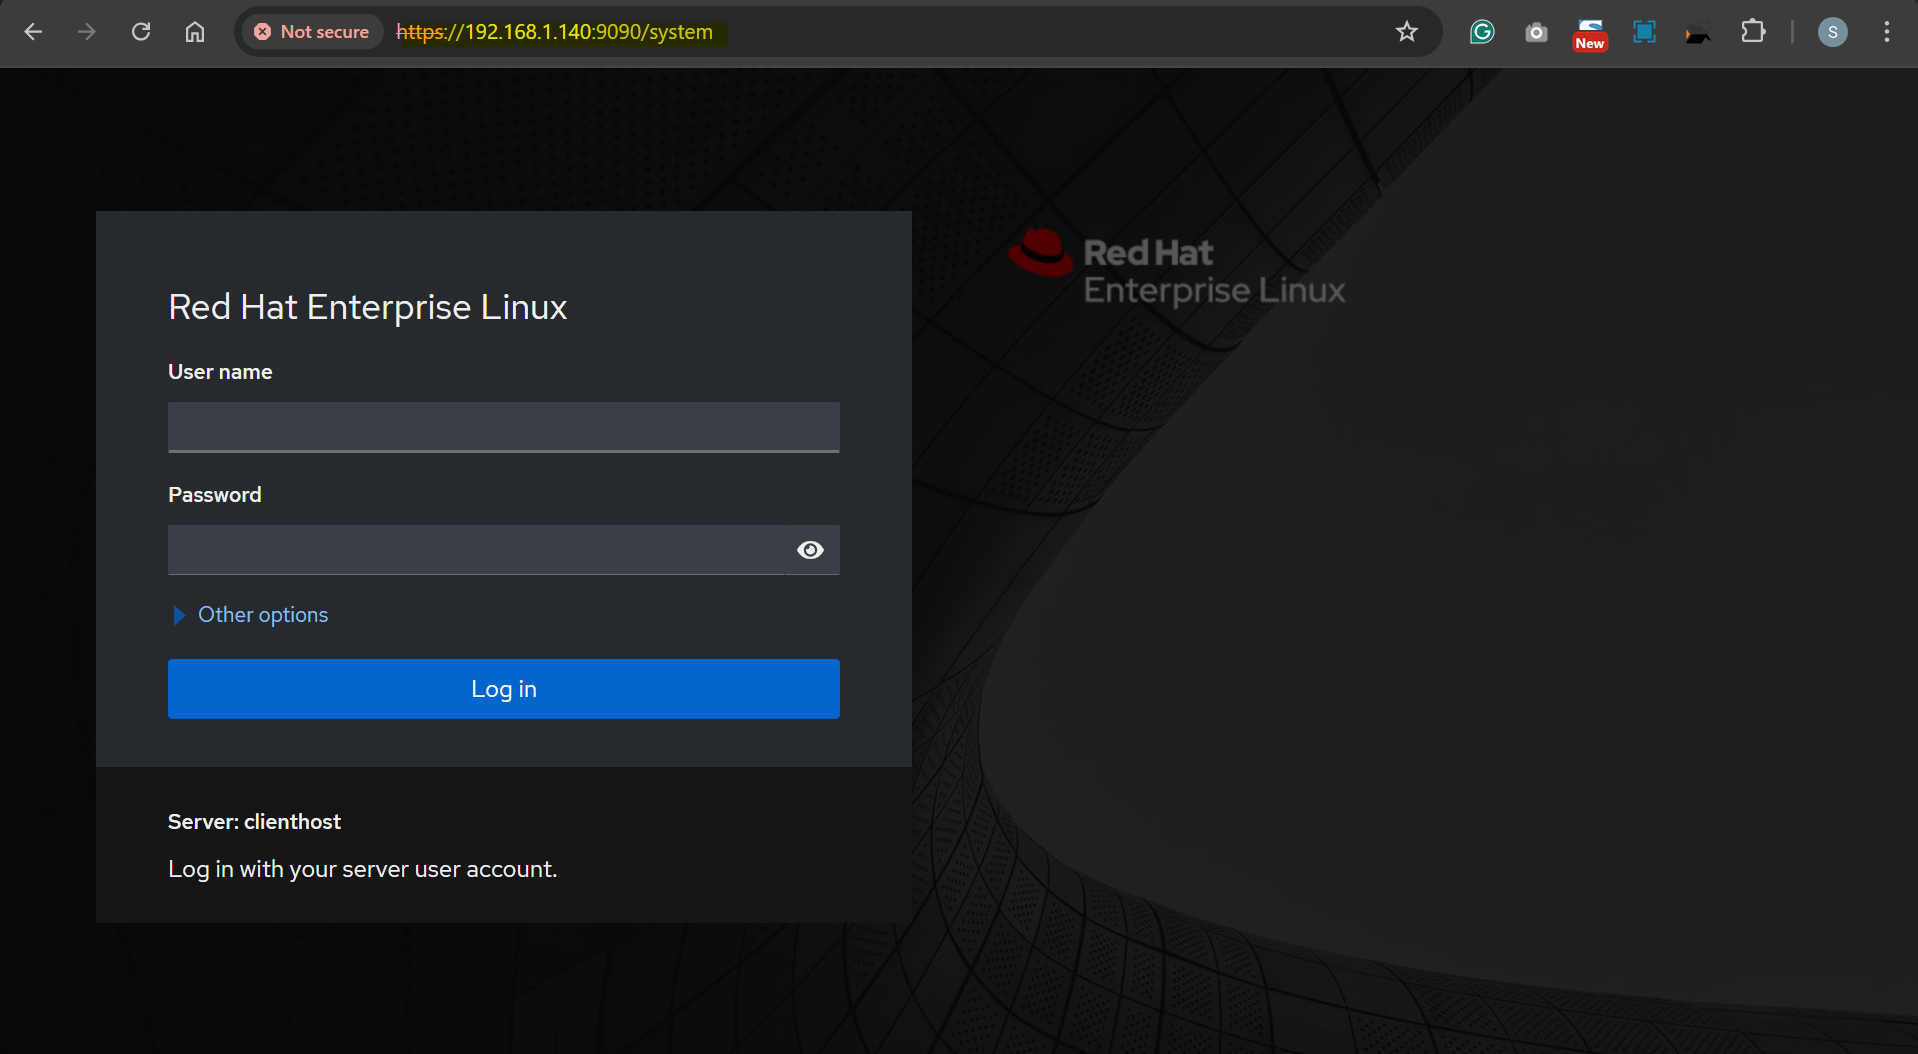 Not secure
https://192.168.1.140:9090/system
New
S
Red Hat
Enterprise Linux
Red Hat Enterprise Linux
User name
Password
Other options
Log in
Server: clienthost
Log in with your server user account.